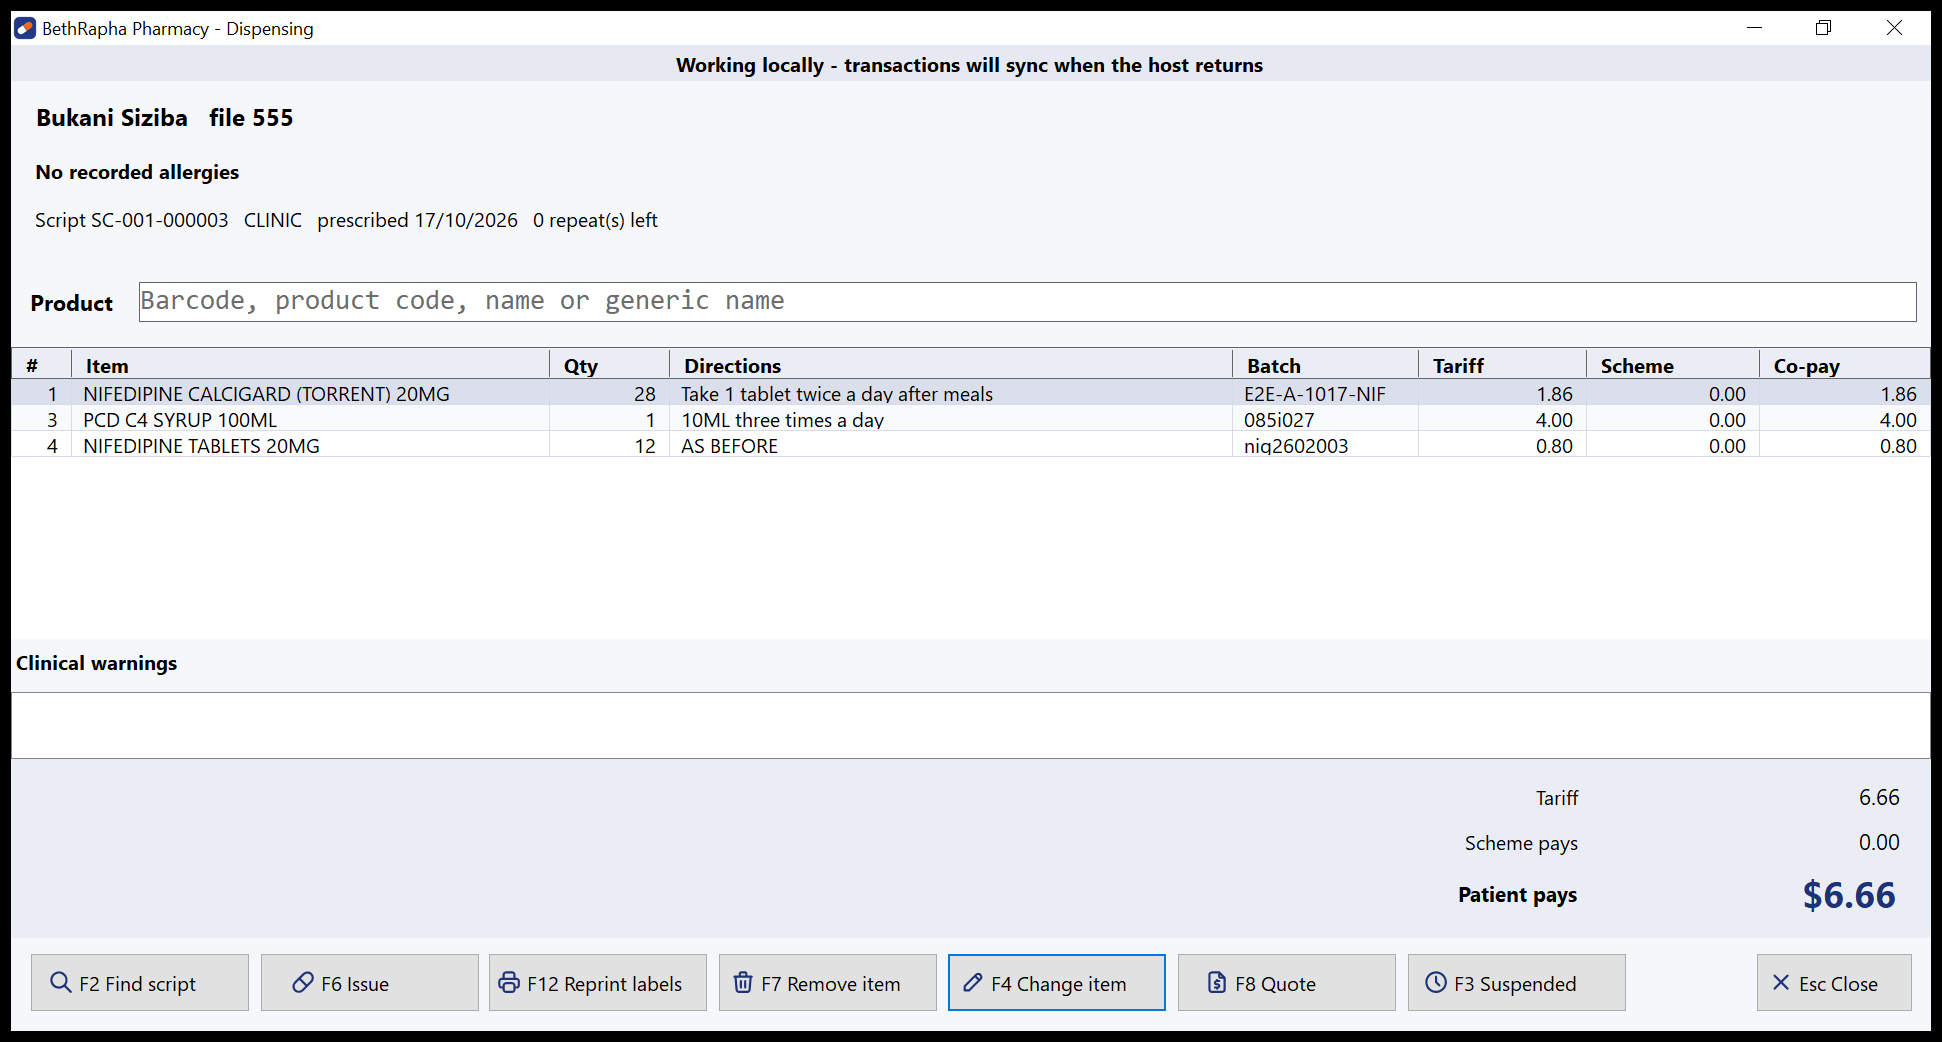 BethRapha Pharmacy - Dispensing
Working locally - transactions will sync when the host returns
Bukani Siziba file 555
No recorded allergies
Script SC-001-000003 CLINIC prescribed 17/10/2026 0 repeat(s) left
Product Barcode, product code, name or generic name
# Item Qty Directions Batch Tariff Scheme Co-pay
1 NIFEDIPINE CALCIGARD (TORRENT) 20MG 28 Take 1 tablet twice a day after meals E2E-A-1017-NIF 1.86 0.00 1.86
3 PCD C4 SYRUP 100ML 1 10ML three times a day 085i027 4.00 0.00 4.00
4 NIFEDIPINE TABLETS 20MG 12 AS BEFORE niq2602003 0.80 0.00 0.80
Clinical warnings
Tariff 6.66
Scheme pays 0.00
Patient pays $6.66
F2 Find script F6 Issue F12 Reprint labels F7 Remove item F4 Change item F8 Quote F3 Suspended Esc Close